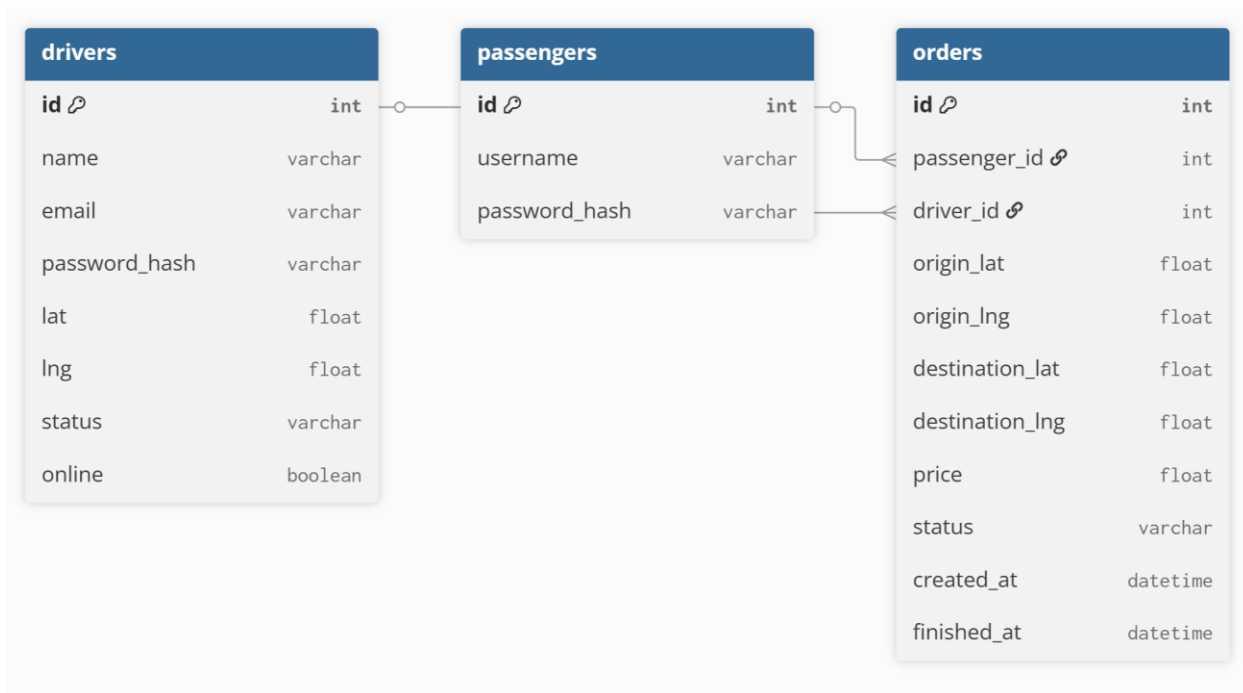 drivers
id int
name varchar
email varchar
password_hash varchar
lat float
lng float
status varchar
online boolean
passengers
id int
username varchar
password_hash varchar
orders
id int
passenger_id int
driver_id int
origin_lat float
origin_lng float
destination_lat float
destination_lng float
price float
status varchar
created_at datetime
finished_at datetime